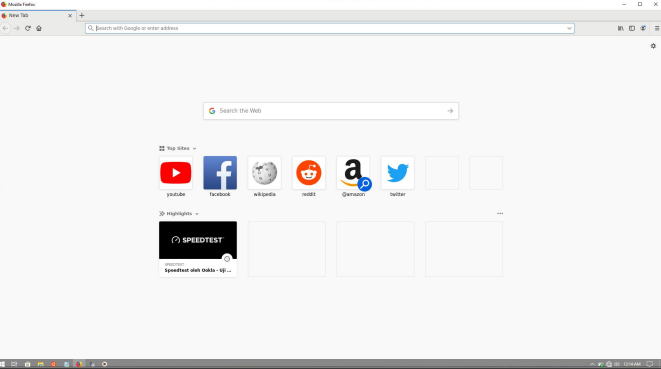 Mozilla Firefox
New Tab
Search with Google or enter address
Search the Web
Top Sites
youtube
facebook
wikipedia
reddit
@amazon
twitter
Highlights
SPEEDTEST
SPEEDTEST
Speedtest oleh Ookla - Uji ...